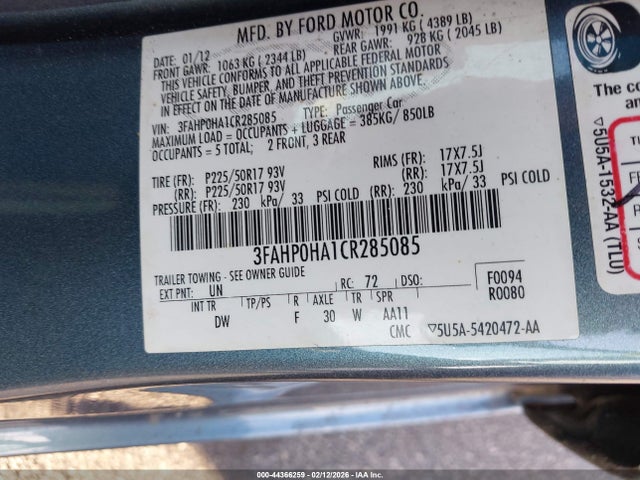 MFD. BY FORD MOTOR CO.
01/12
GVWR: 1991 KG ( 4389 LB)
FRONT GAWR: 1063 KG ( 2344 LB)
REAR GAWR: 928 KG ( 2045 LB)
THIS VEHICLE CONFORMS TO ALL APPLICABLE FEDERAL MOTOR
VEHICLE SAFETY, BUMPER, AND THEFT PREVENTION STANDARDS
IN EFFECT ON THE DATE OF MANUFACTURE SHOWN ABOVE.
VIN: 3FAHP0HA1CR285085 TYPE: Passenger Car
MAXIMUM LOAD = OCCUPANTS + LUGGAGE = 385KG/ 850LB
OCCUPANTS = 5 TOTAL; 2 FRONT, 3 REAR
TIRE (FR): P225/50R17 93V RIMS (FR): 17X7.5J
(RR): P225/50R17 93V (RR): 17X7.5J
PRESSURE (FR): 230 kPa/ 33 PSI COLD (RR): 230 kPa/ 33 PSI COLD
3FAHP0HA1CR285085
TRAILER TOWING - SEE OWNER GUIDE
EXT PNT: UN RC: 72 DSO: F0094
INT TR TP/PS R AXLE TR SPR R0080
DW F 30 W AA11
CMC ▽5U5A-5420472-AA
The co
an
▽5U5A-1532-AA (TLU)
000-44366259 - 02/12/2026 - IAA, Inc.